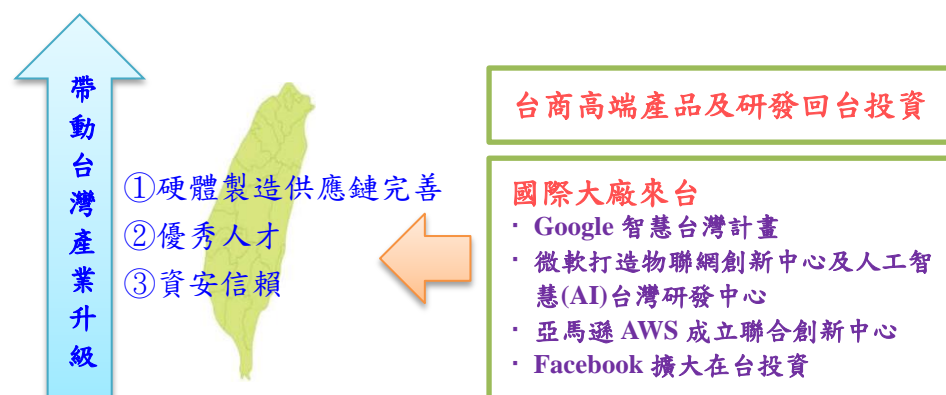 帶動台灣產業升級
①硬體製造供應鏈完善
②優秀人才
③資安信賴
台商高端產品及研發回台投資
國際大廠來台
· Google 智慧台灣計畫
· 微軟打造物聯網創新中心及人工智
慧(AI)台灣研發中心
· 亞馬遜 AWS 成立聯合創新中心
· Facebook 擴大在台投資